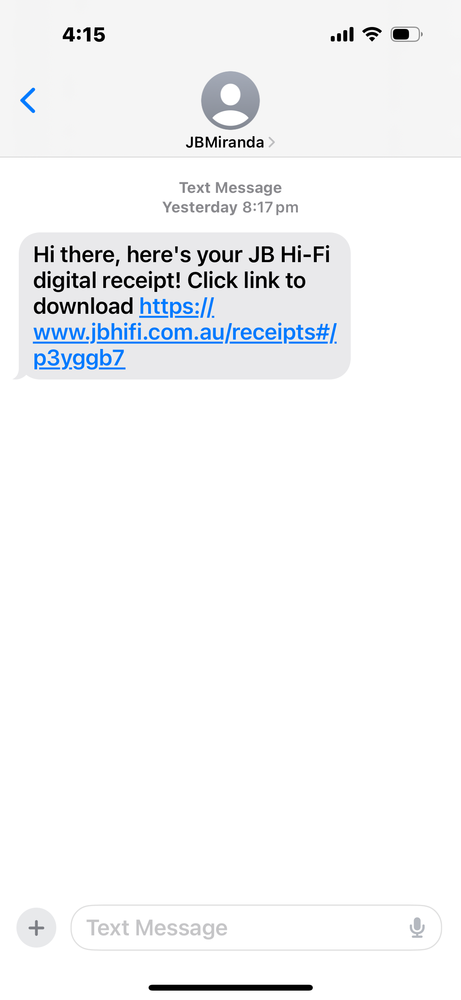 4:15
JBMiranda
Text Message
Yesterday 8:17 pm
Hi there, here's your JB Hi-Fi
digital receipt! Click link to
download https://
www.jbhifi.com.au/receipts#/
p3yggb7
Text Message